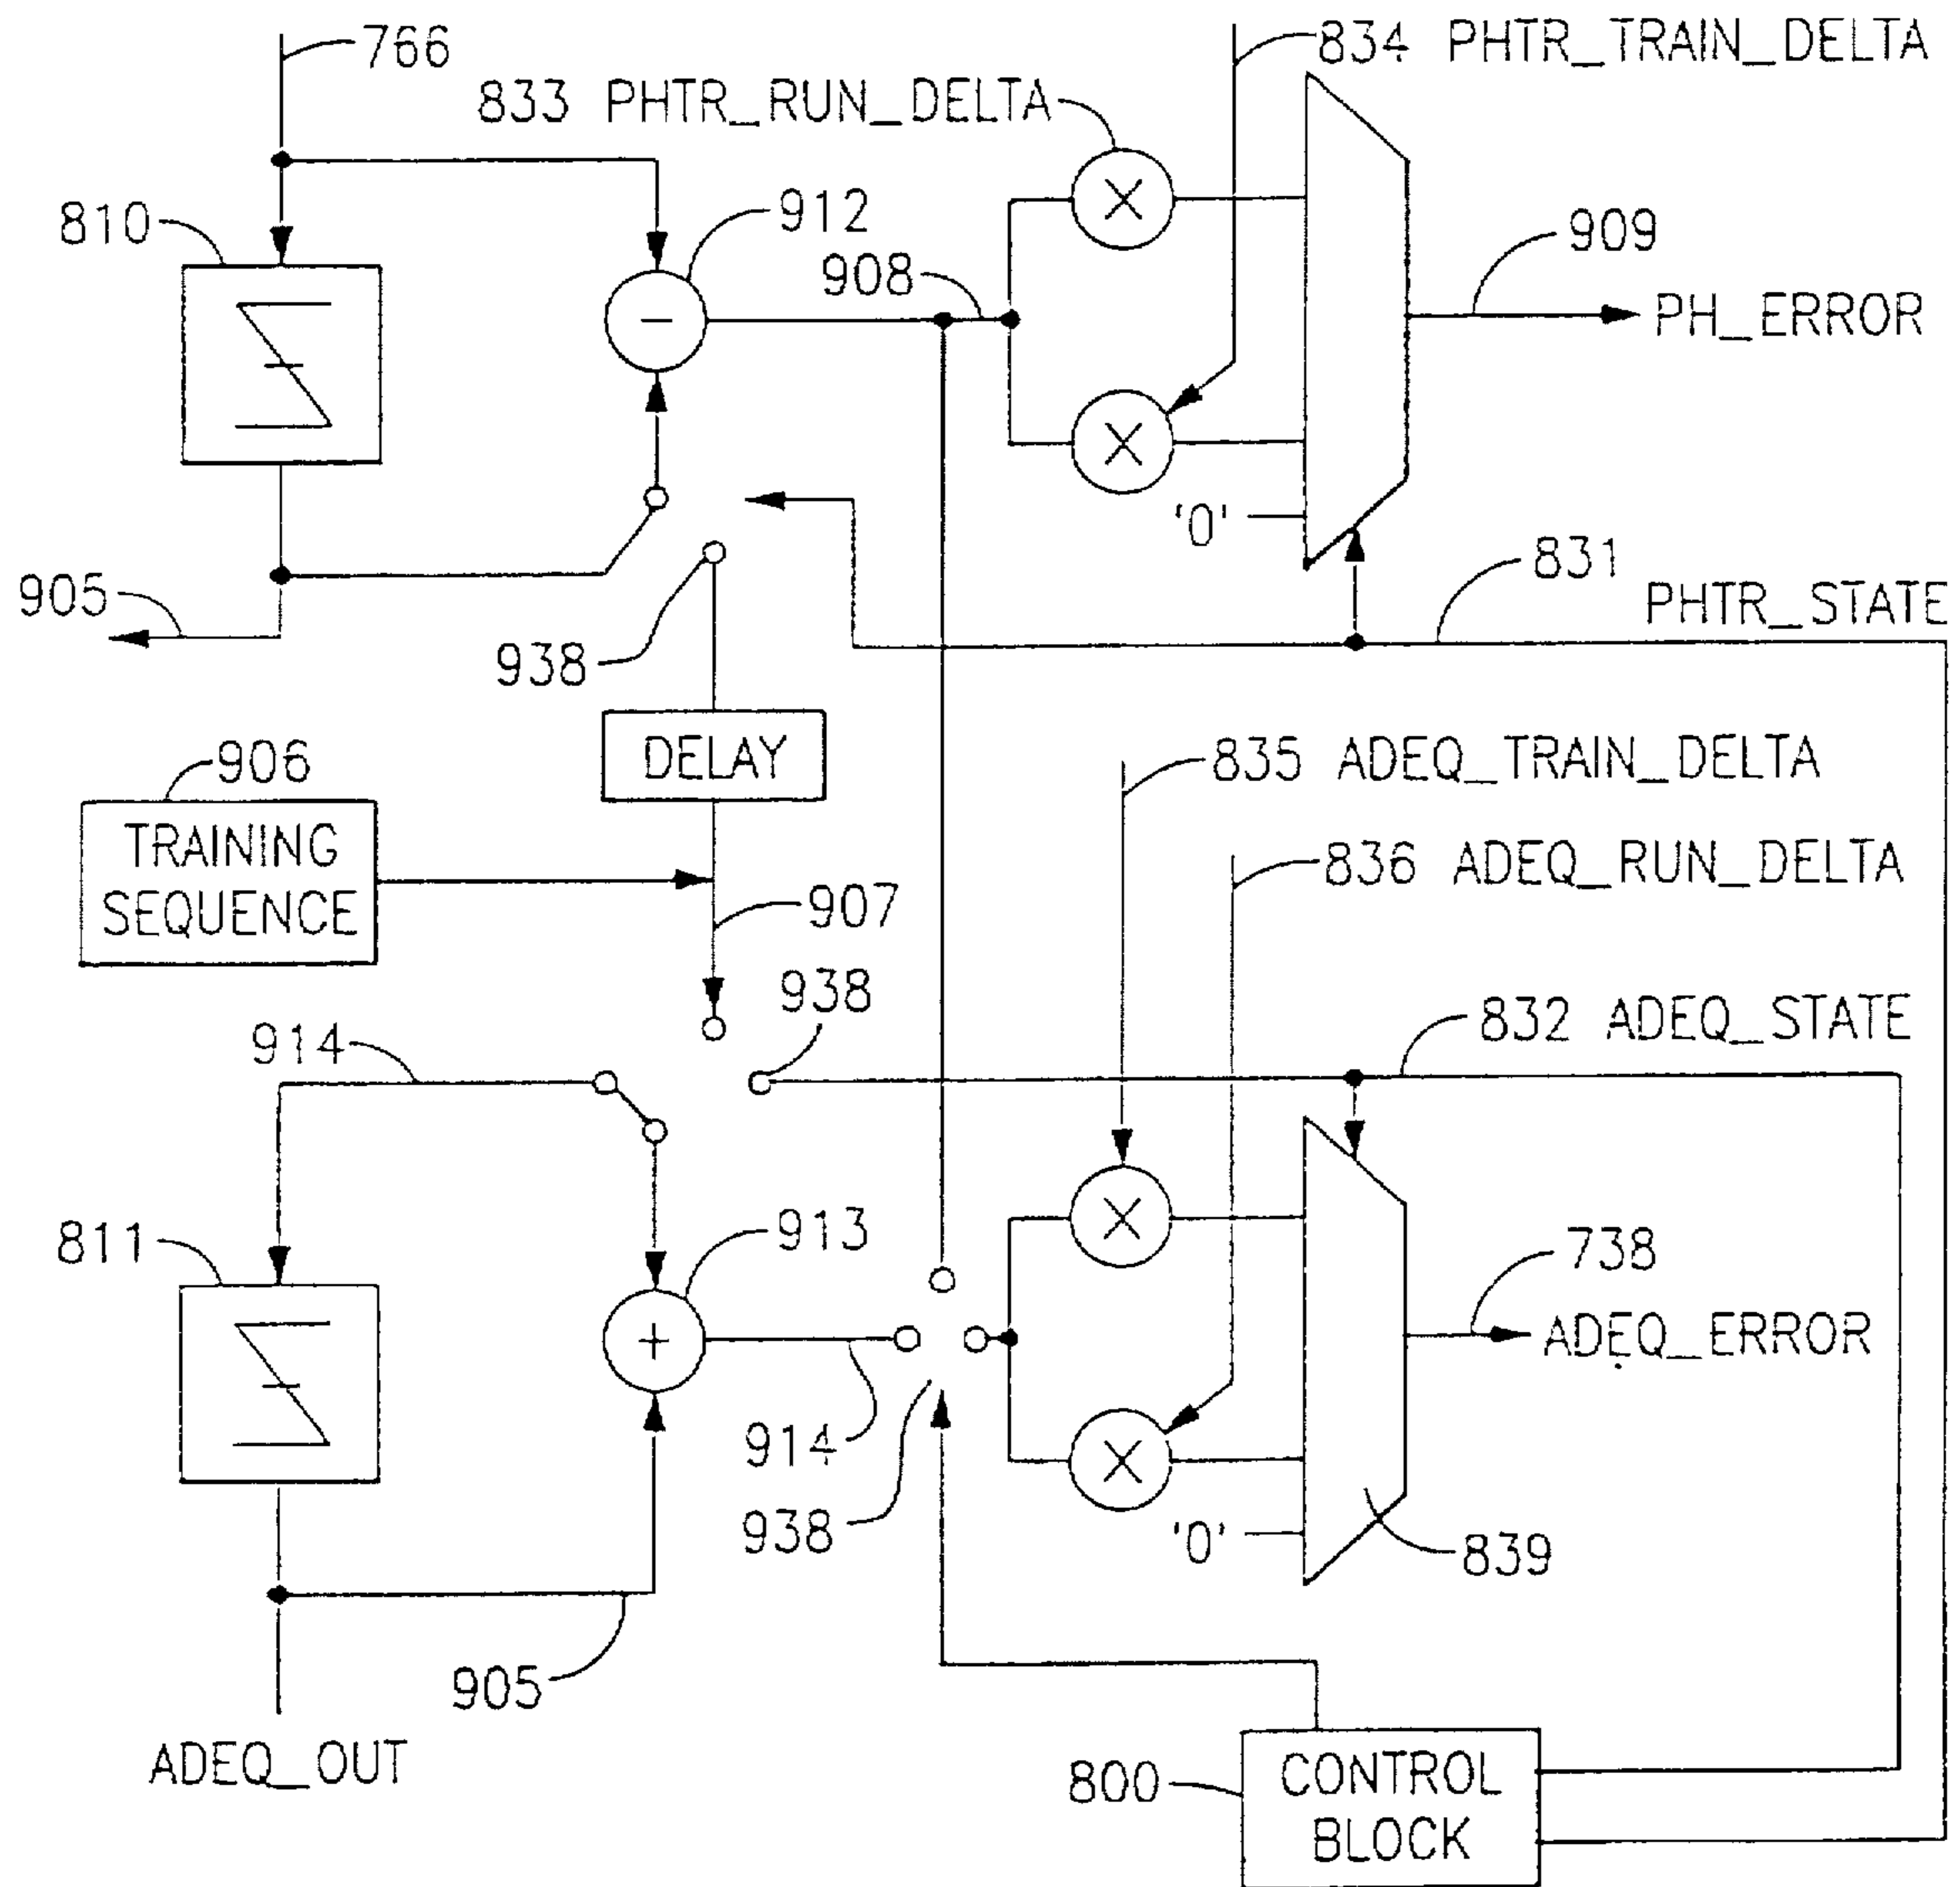 766
834 PHTR_TRAIN_DELTA
833 PHTR_RUN_DELTA
810
912
908
909
PH_ERROR
'0'
831
905
PHTR_STATE
938
DELAY
906
835 ADEQ_TRAIN_DELTA
TRAINING
SEQUENCE
836 ADEQ_RUN_DELTA
907
938
914
832 ADEQ_STATE
811
913
738
ADEQ_ERROR
914
938
'0'
839
905
ADEQ_OUT
800
CONTROL
BLOCK